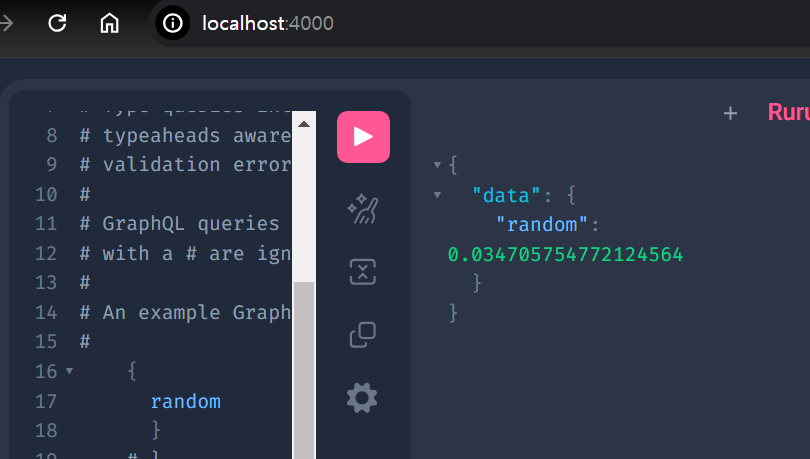 localhost:4000
8 # typeaheads aware
9 # validation error
10 #
11 # GraphQL queries
12 # with a # are ign
13 #
14 # An example Graph
15 #
16 {
17 random
18 }
+ Ruru
{
"data": {
"random":
0.034705754772124564
}
}